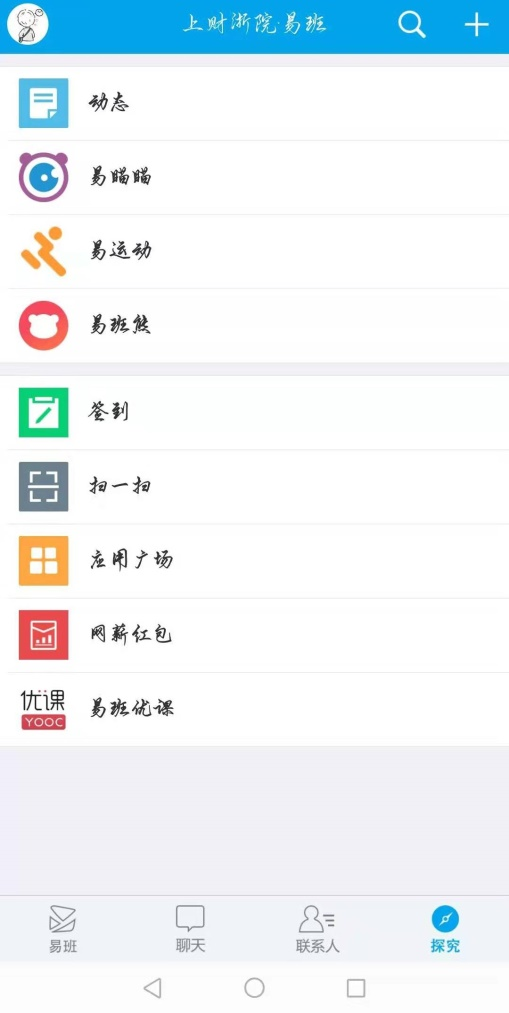 上财浙院·易班
动态
易瞄瞄
易运动
易班熊
签到
扫一扫
应用广场
网薪红包
优课
YOOC
易班优课
易班
聊天
联系人
探究